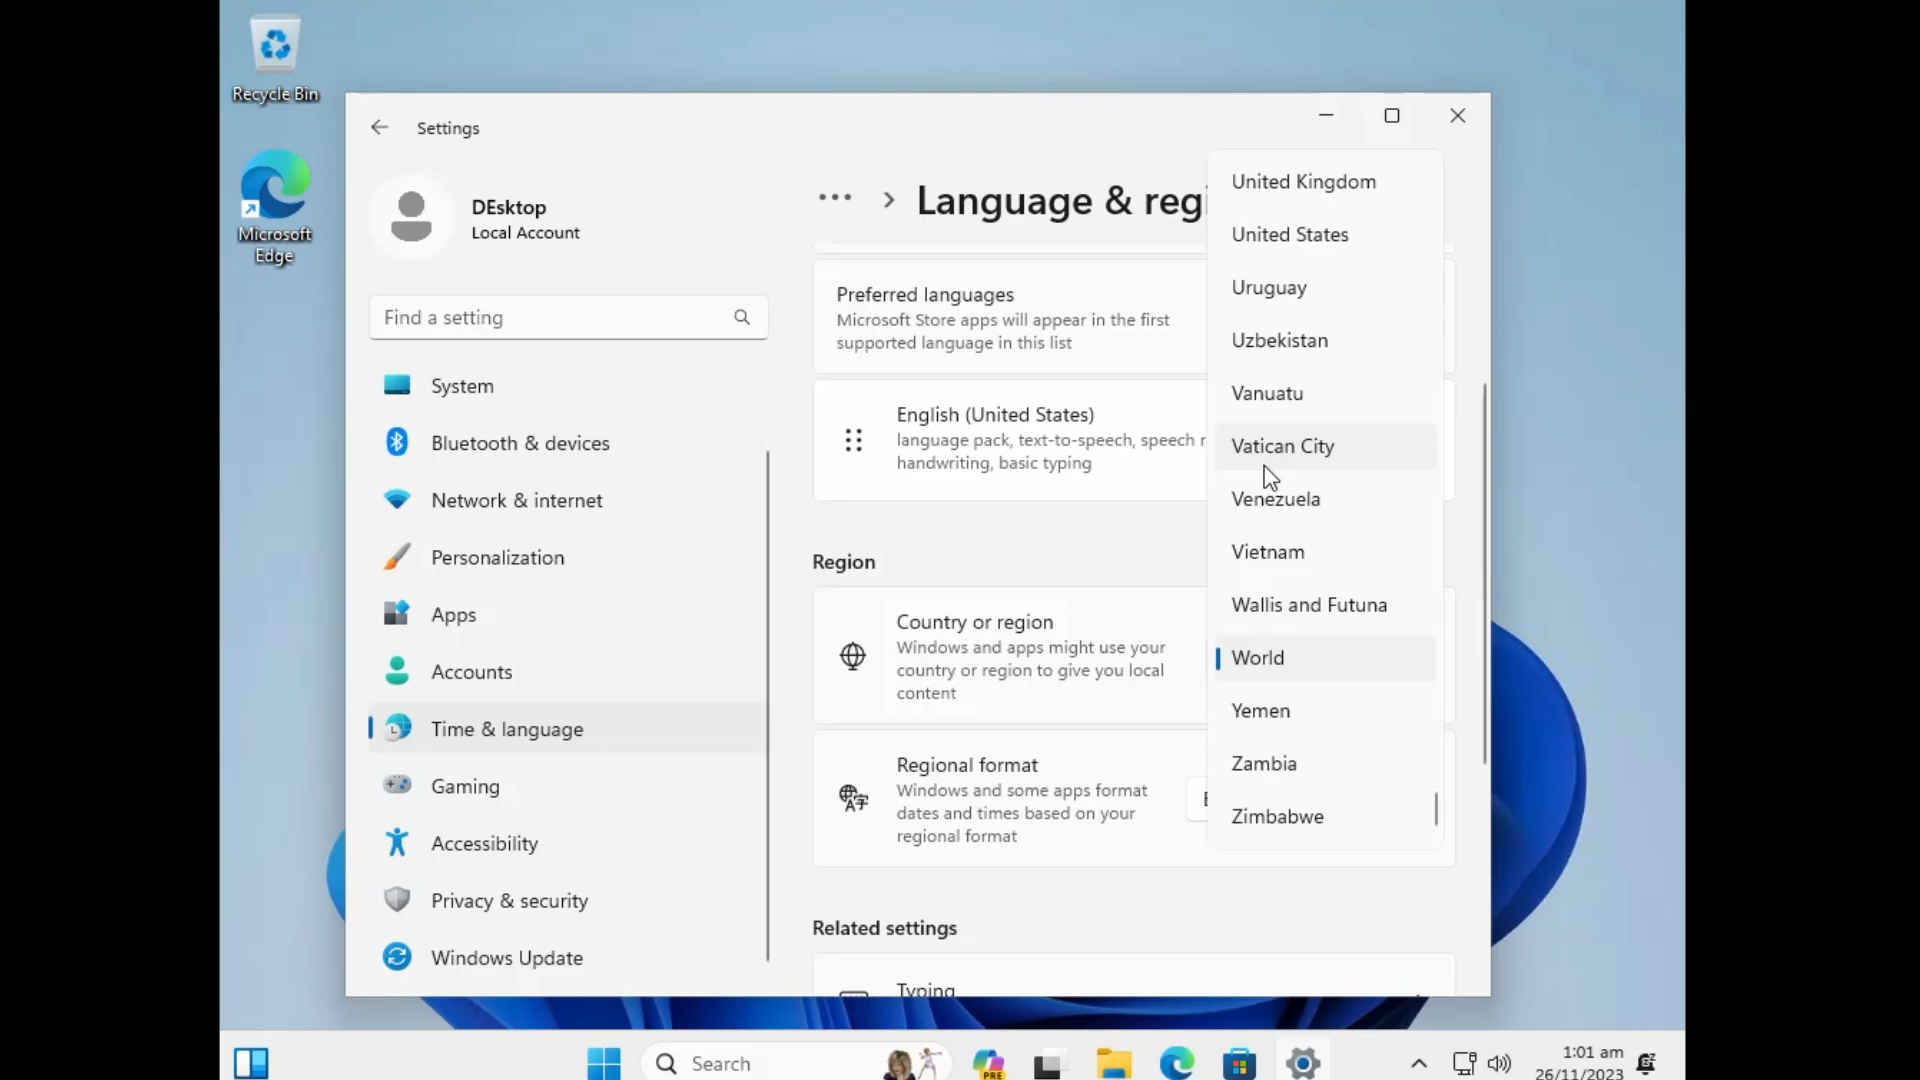 Recycle Bin
Microsoft
Edge
Settings
DEsktop
Local Account
Find a setting
System
Bluetooth & devices
Network & internet
Personalization
Apps
Accounts
Time & language
Gaming
Accessibility
Privacy & security
Windows Update
Language & regi
Preferred languages
Microsoft Store apps will appear in the first
supported language in this list
English (United States)
language pack, text-to-speech, speech r
handwriting, basic typing
Region
Country or region
Windows and apps might use your
country or region to give you local
content
Regional format
Windows and some apps format
dates and times based on your
regional format
Related settings
Typing
United Kingdom
United States
Uruguay
Uzbekistan
Vanuatu
Vatican City
Venezuela
Vietnam
Wallis and Futuna
World
Yemen
Zambia
Zimbabwe
Search
PRE
1:01 am
26/11/2023